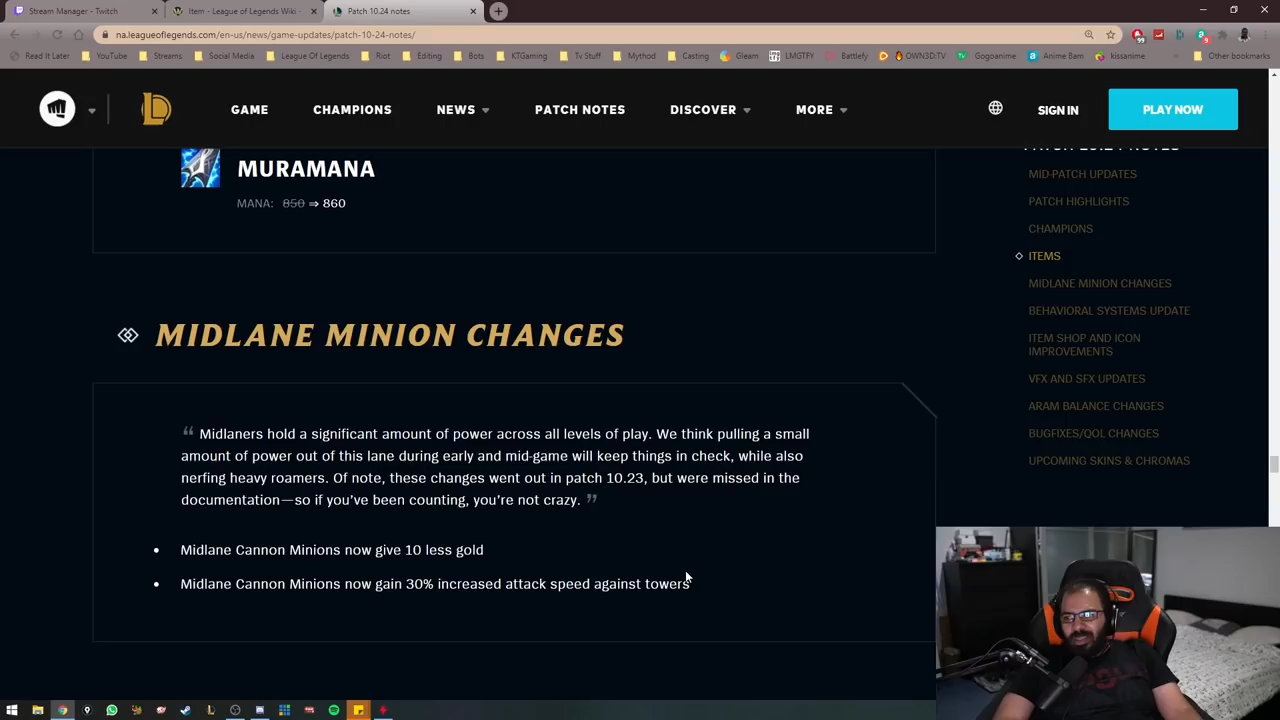 Stream Manager - Twitch
Item - League of Legends Wiki -
Patch 10.24 notes
na.leagueoflegends.com/en-us/news/game-updates/patch-10-24-notes/
Read It Later YouTube Streams Social Media League Of Legends Riot Editing Bots KTGaming Tv Stuff Mythod Casting Gleam LMGTFY Battlefy OWN3D:TV Gogoanime Anime Bam kissanime Other bookmarks
GAME CHAMPIONS NEWS PATCH NOTES DISCOVER MORE SIGN IN PLAY NOW
MURAMANA
MANA: 850 ⇒ 860
MIDLANE MINION CHANGES
“ Midlaners hold a significant amount of power across all levels of play. We think pulling a small
amount of power out of this lane during early and mid-game will keep things in check, while also
nerfing heavy roamers. Of note, these changes went out in patch 10.23, but were missed in the
documentation—so if you’ve been counting, you’re not crazy. ”
• Midlane Cannon Minions now give 10 less gold
• Midlane Cannon Minions now gain 30% increased attack speed against towers
PATCH 10.24 NOTES
MID-PATCH UPDATES
PATCH HIGHLIGHTS
CHAMPIONS
ITEMS
MIDLANE MINION CHANGES
BEHAVIORAL SYSTEMS UPDATE
ITEM SHOP AND ICON
IMPROVEMENTS
VFX AND SFX UPDATES
ARAM BALANCE CHANGES
BUGFIXES/QOL CHANGES
UPCOMING SKINS & CHROMAS